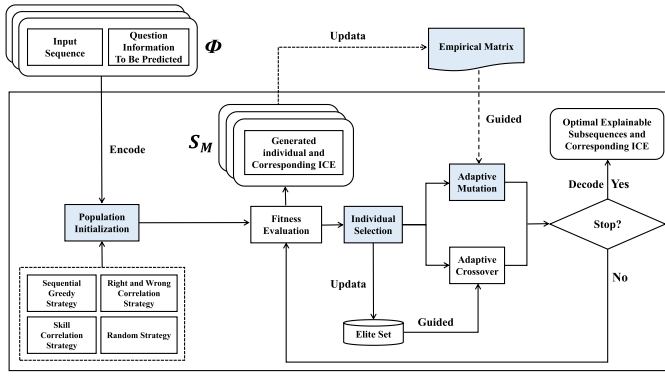 Input
Sequence
Question
Information
To Be Predicted
Φ
Updata
Empirical Matrix
S_M
Generated
individual and
Corresponding ICE
Guided
Optimal Explainable
Subsequences and
Corresponding ICE
Encode
Adaptive
Mutation
Decode
Yes
Population
Initialization
Fitness
Evaluation
Individual
Selection
Stop?
Adaptive
Crossover
No
Sequential
Greedy
Strategy
Right and Wrong
Correlation
Strategy
Updata
Skill
Correlation
Strategy
Random Strategy
Elite Set
Guided